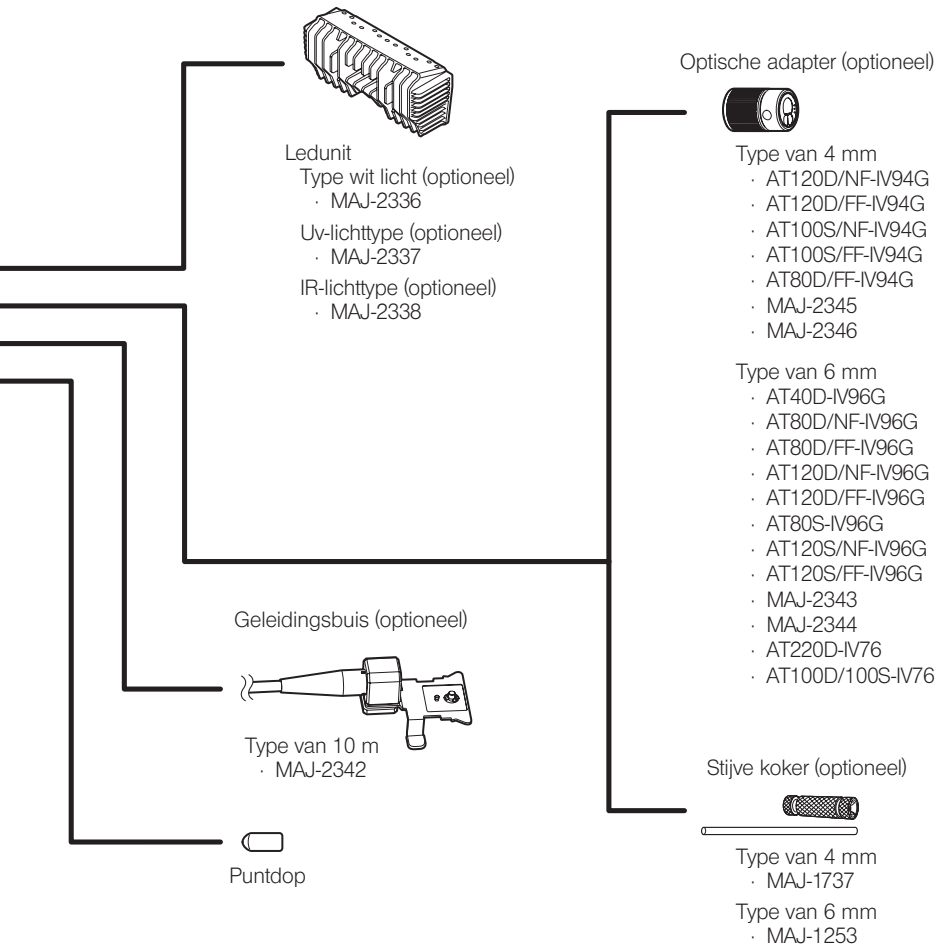 Ledunit
Type wit licht (optioneel)
· MAJ-2336
Uv-lichttype (optioneel)
· MAJ-2337
IR-lichttype (optioneel)
· MAJ-2338
Geleidingsbuis (optioneel)
Type van 10 m
· MAJ-2342
Puntdop
Optische adapter (optioneel)
Type van 4 mm
· AT120D/NF-IV94G
· AT120D/FF-IV94G
· AT100S/NF-IV94G
· AT100S/FF-IV94G
· AT80D/FF-IV94G
· MAJ-2345
· MAJ-2346
Type van 6 mm
· AT40D-IV96G
· AT80D/NF-IV96G
· AT80D/FF-IV96G
· AT120D/NF-IV96G
· AT120D/FF-IV96G
· AT80S-IV96G
· AT120S/NF-IV96G
· AT120S/FF-IV96G
· MAJ-2343
· MAJ-2344
· AT220D-IV76
· AT100D/100S-IV76
Stijve koker (optioneel)
Type van 4 mm
· MAJ-1737
Type van 6 mm
· MAJ-1253